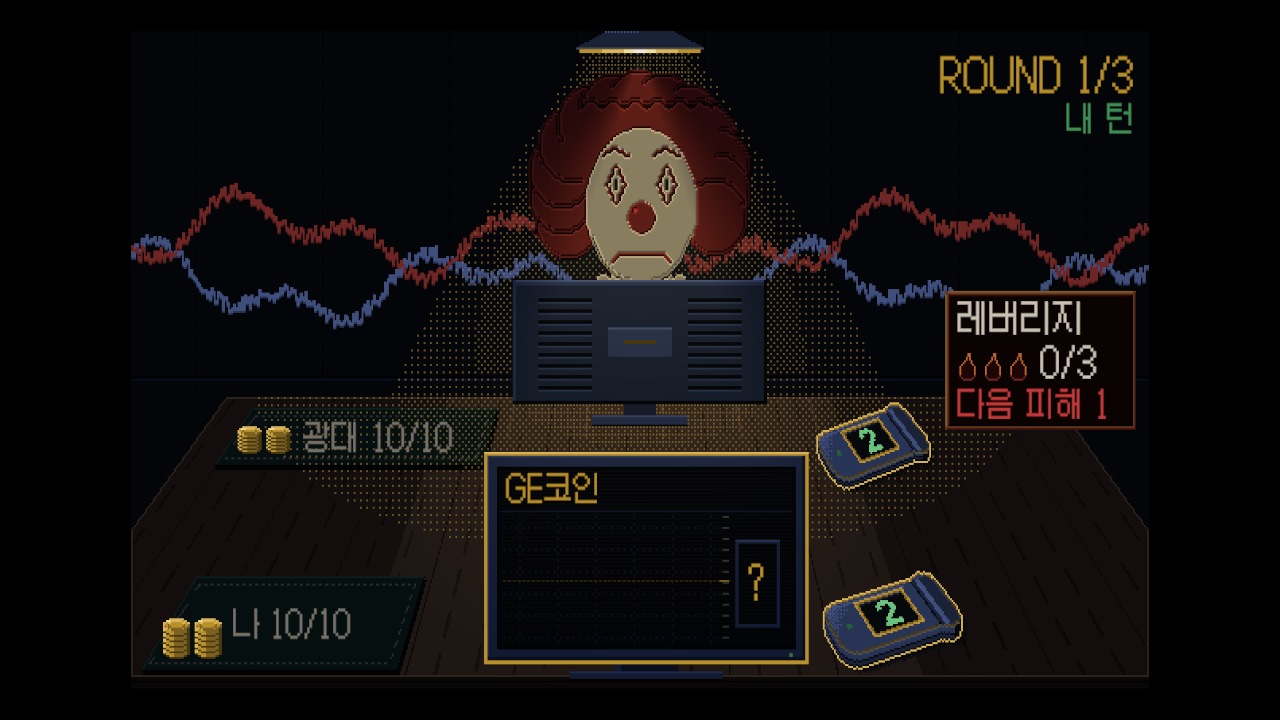 ROUND 1/3
내 턴
레버리지
0/3
다음 피해 1
광대 10/10
2
GE코인
?
나 10/10
2